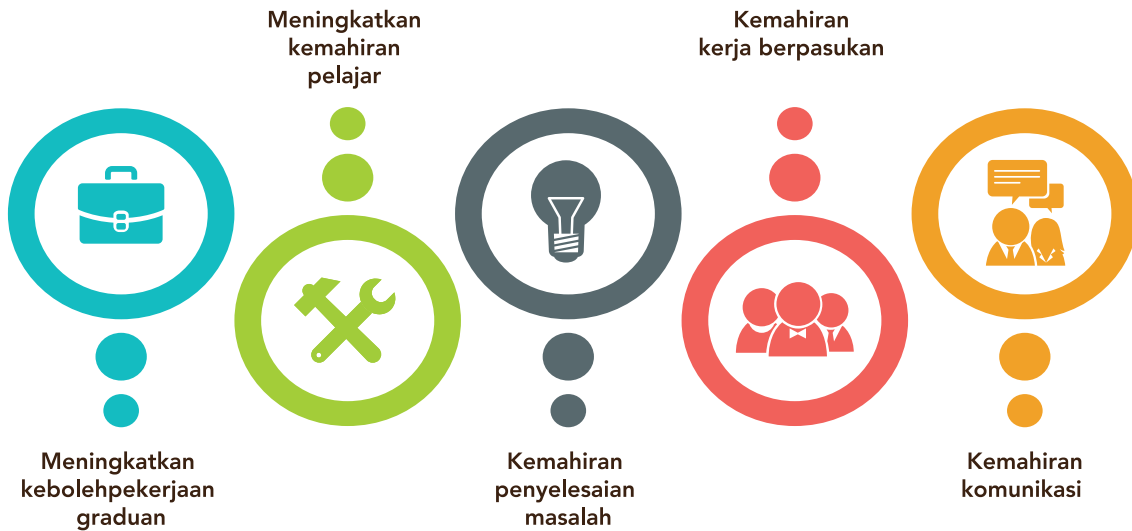 Meningkatkan
kemahiran
pelajar
Kemahiran
kerja berpasukan
Meningkatkan
kebolehpekerjaan
graduan
Kemahiran
penyelesaian
masalah
Kemahiran
komunikasi